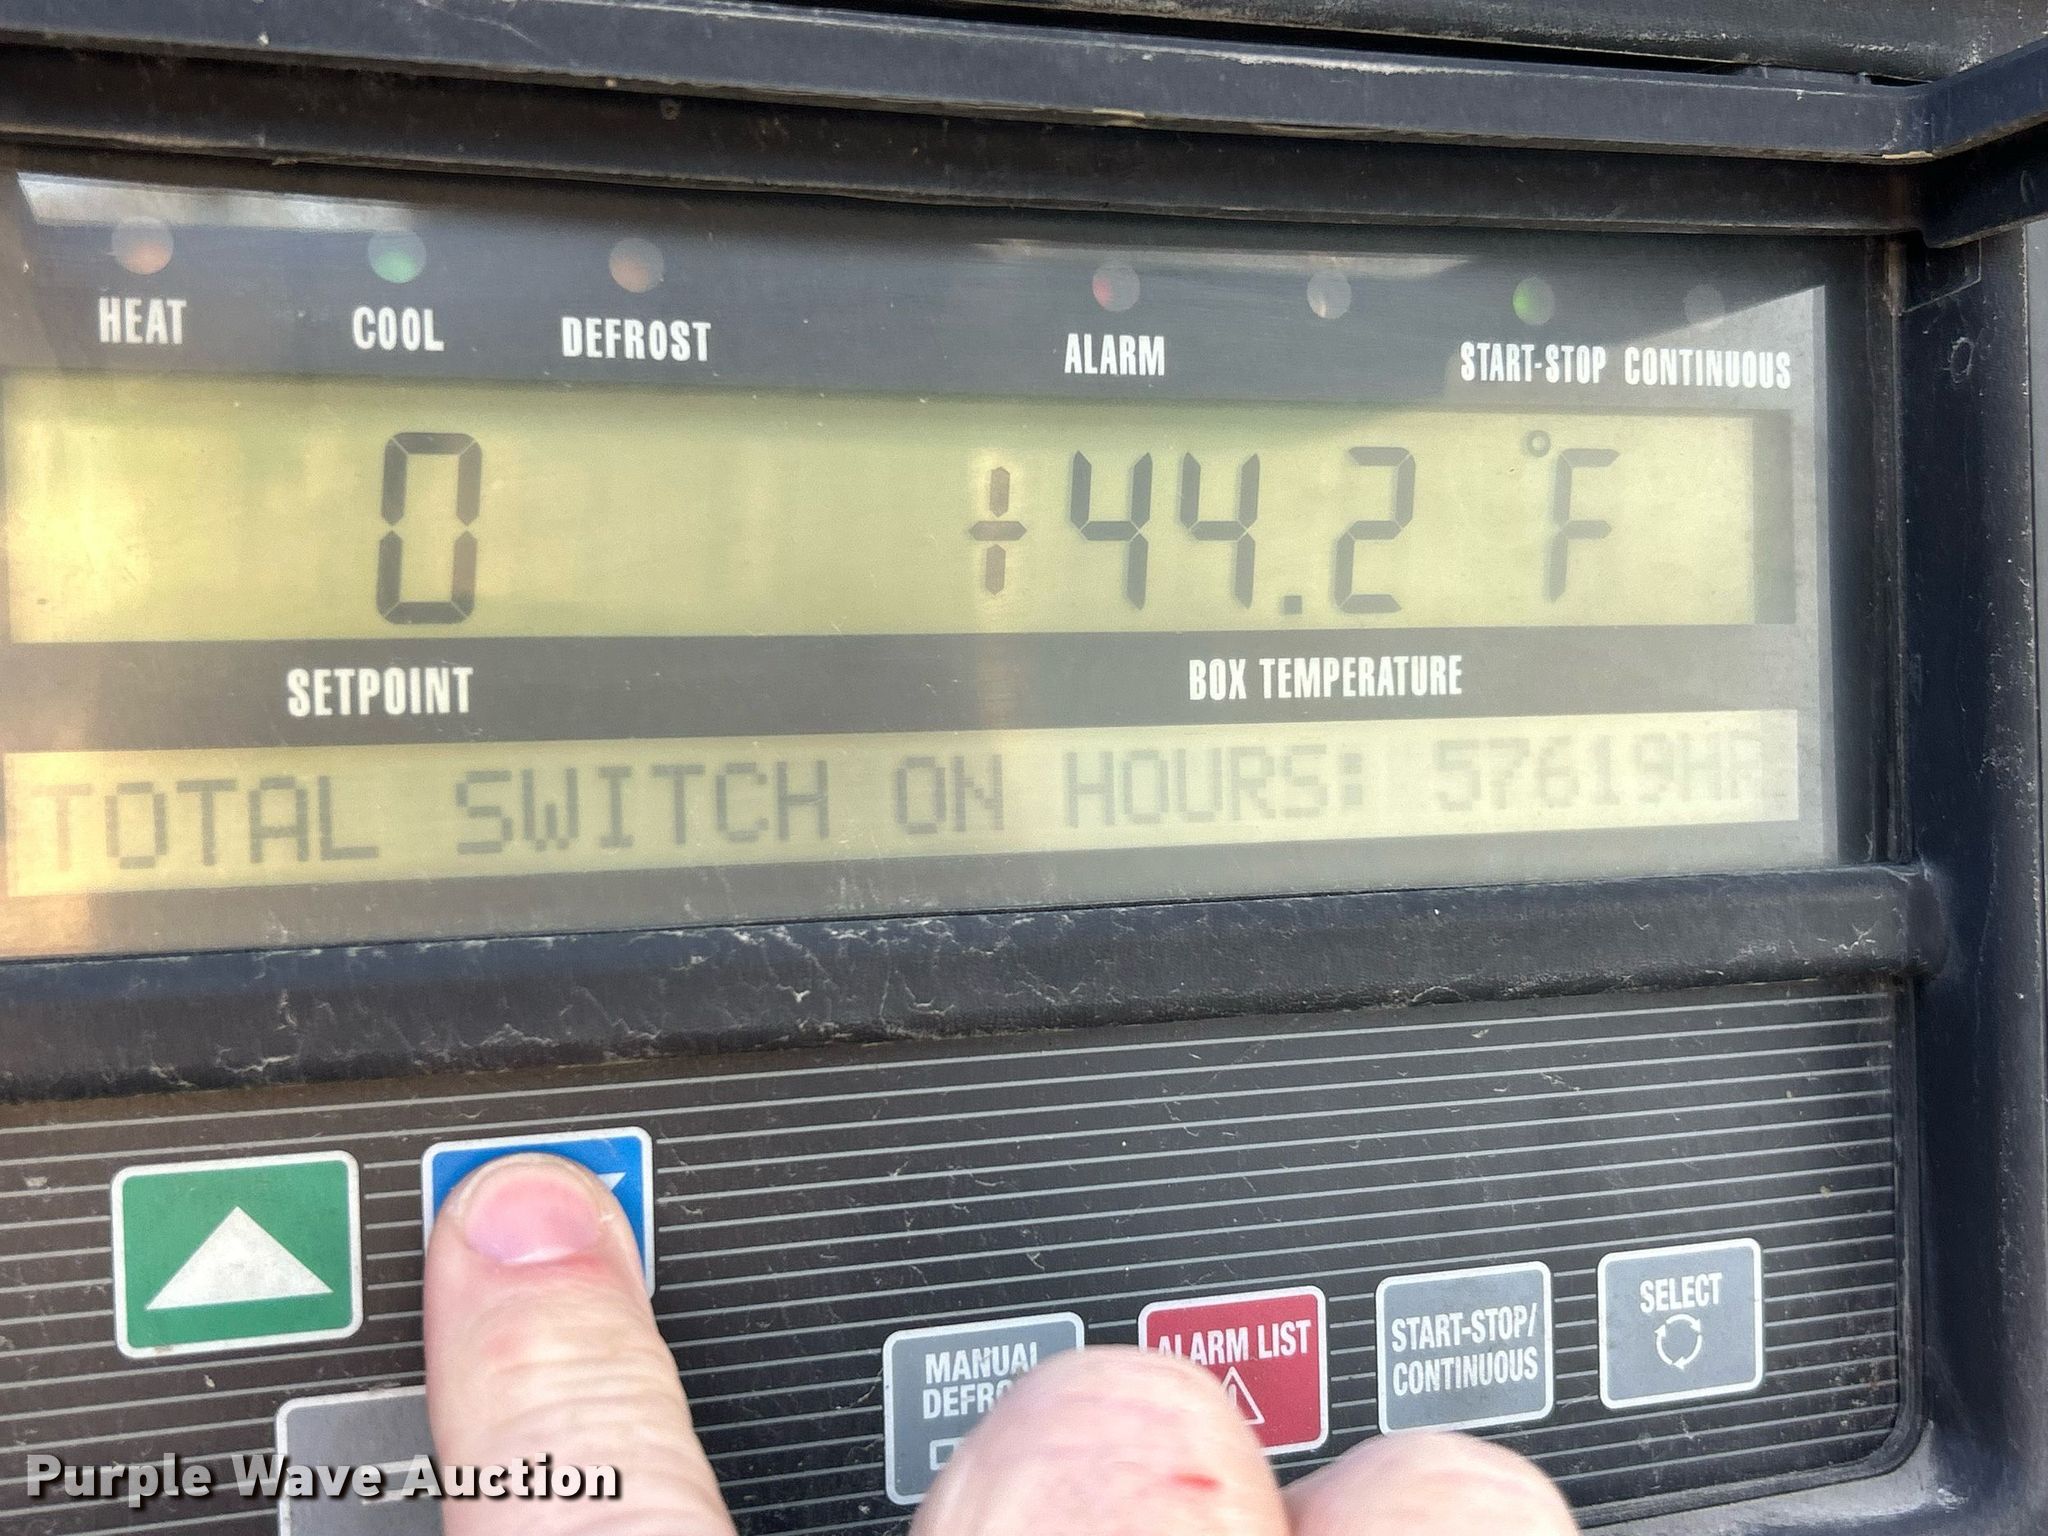 HEAT COOL DEFROST ALARM START-STOP CONTINUOUS
0 +44.2 °F
SETPOINT BOX TEMPERATURE
TOTAL SWITCH ON HOURS: 57619HR
MANUAL
ALARM LIST
START-STOP/
CONTINUOUS
SELECT
Purple Wave Auction